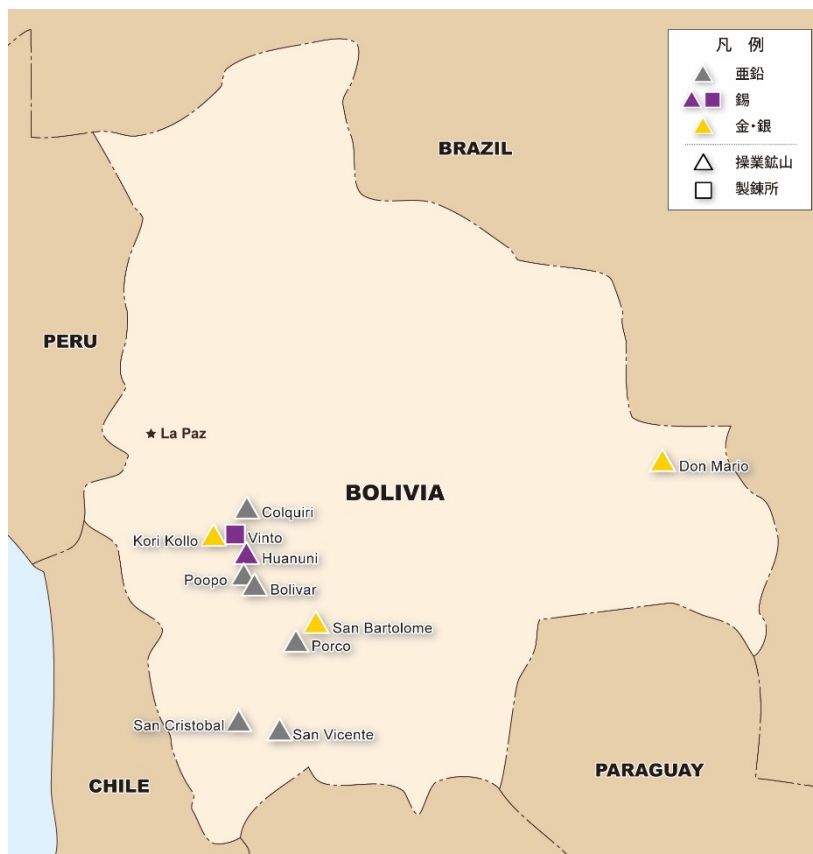 凡 例
亜鉛
錫
金・銀
操業鉱山
製錬所
BRAZIL
PERU
La Paz
Don Mario
BOLIVIA
Colquiri
Kori Kollo
Vinto
Huanuni
Poopo
Bolivar
San Bartolome
Porco
San Cristobal
San Vicente
PARAGUAY
CHILE